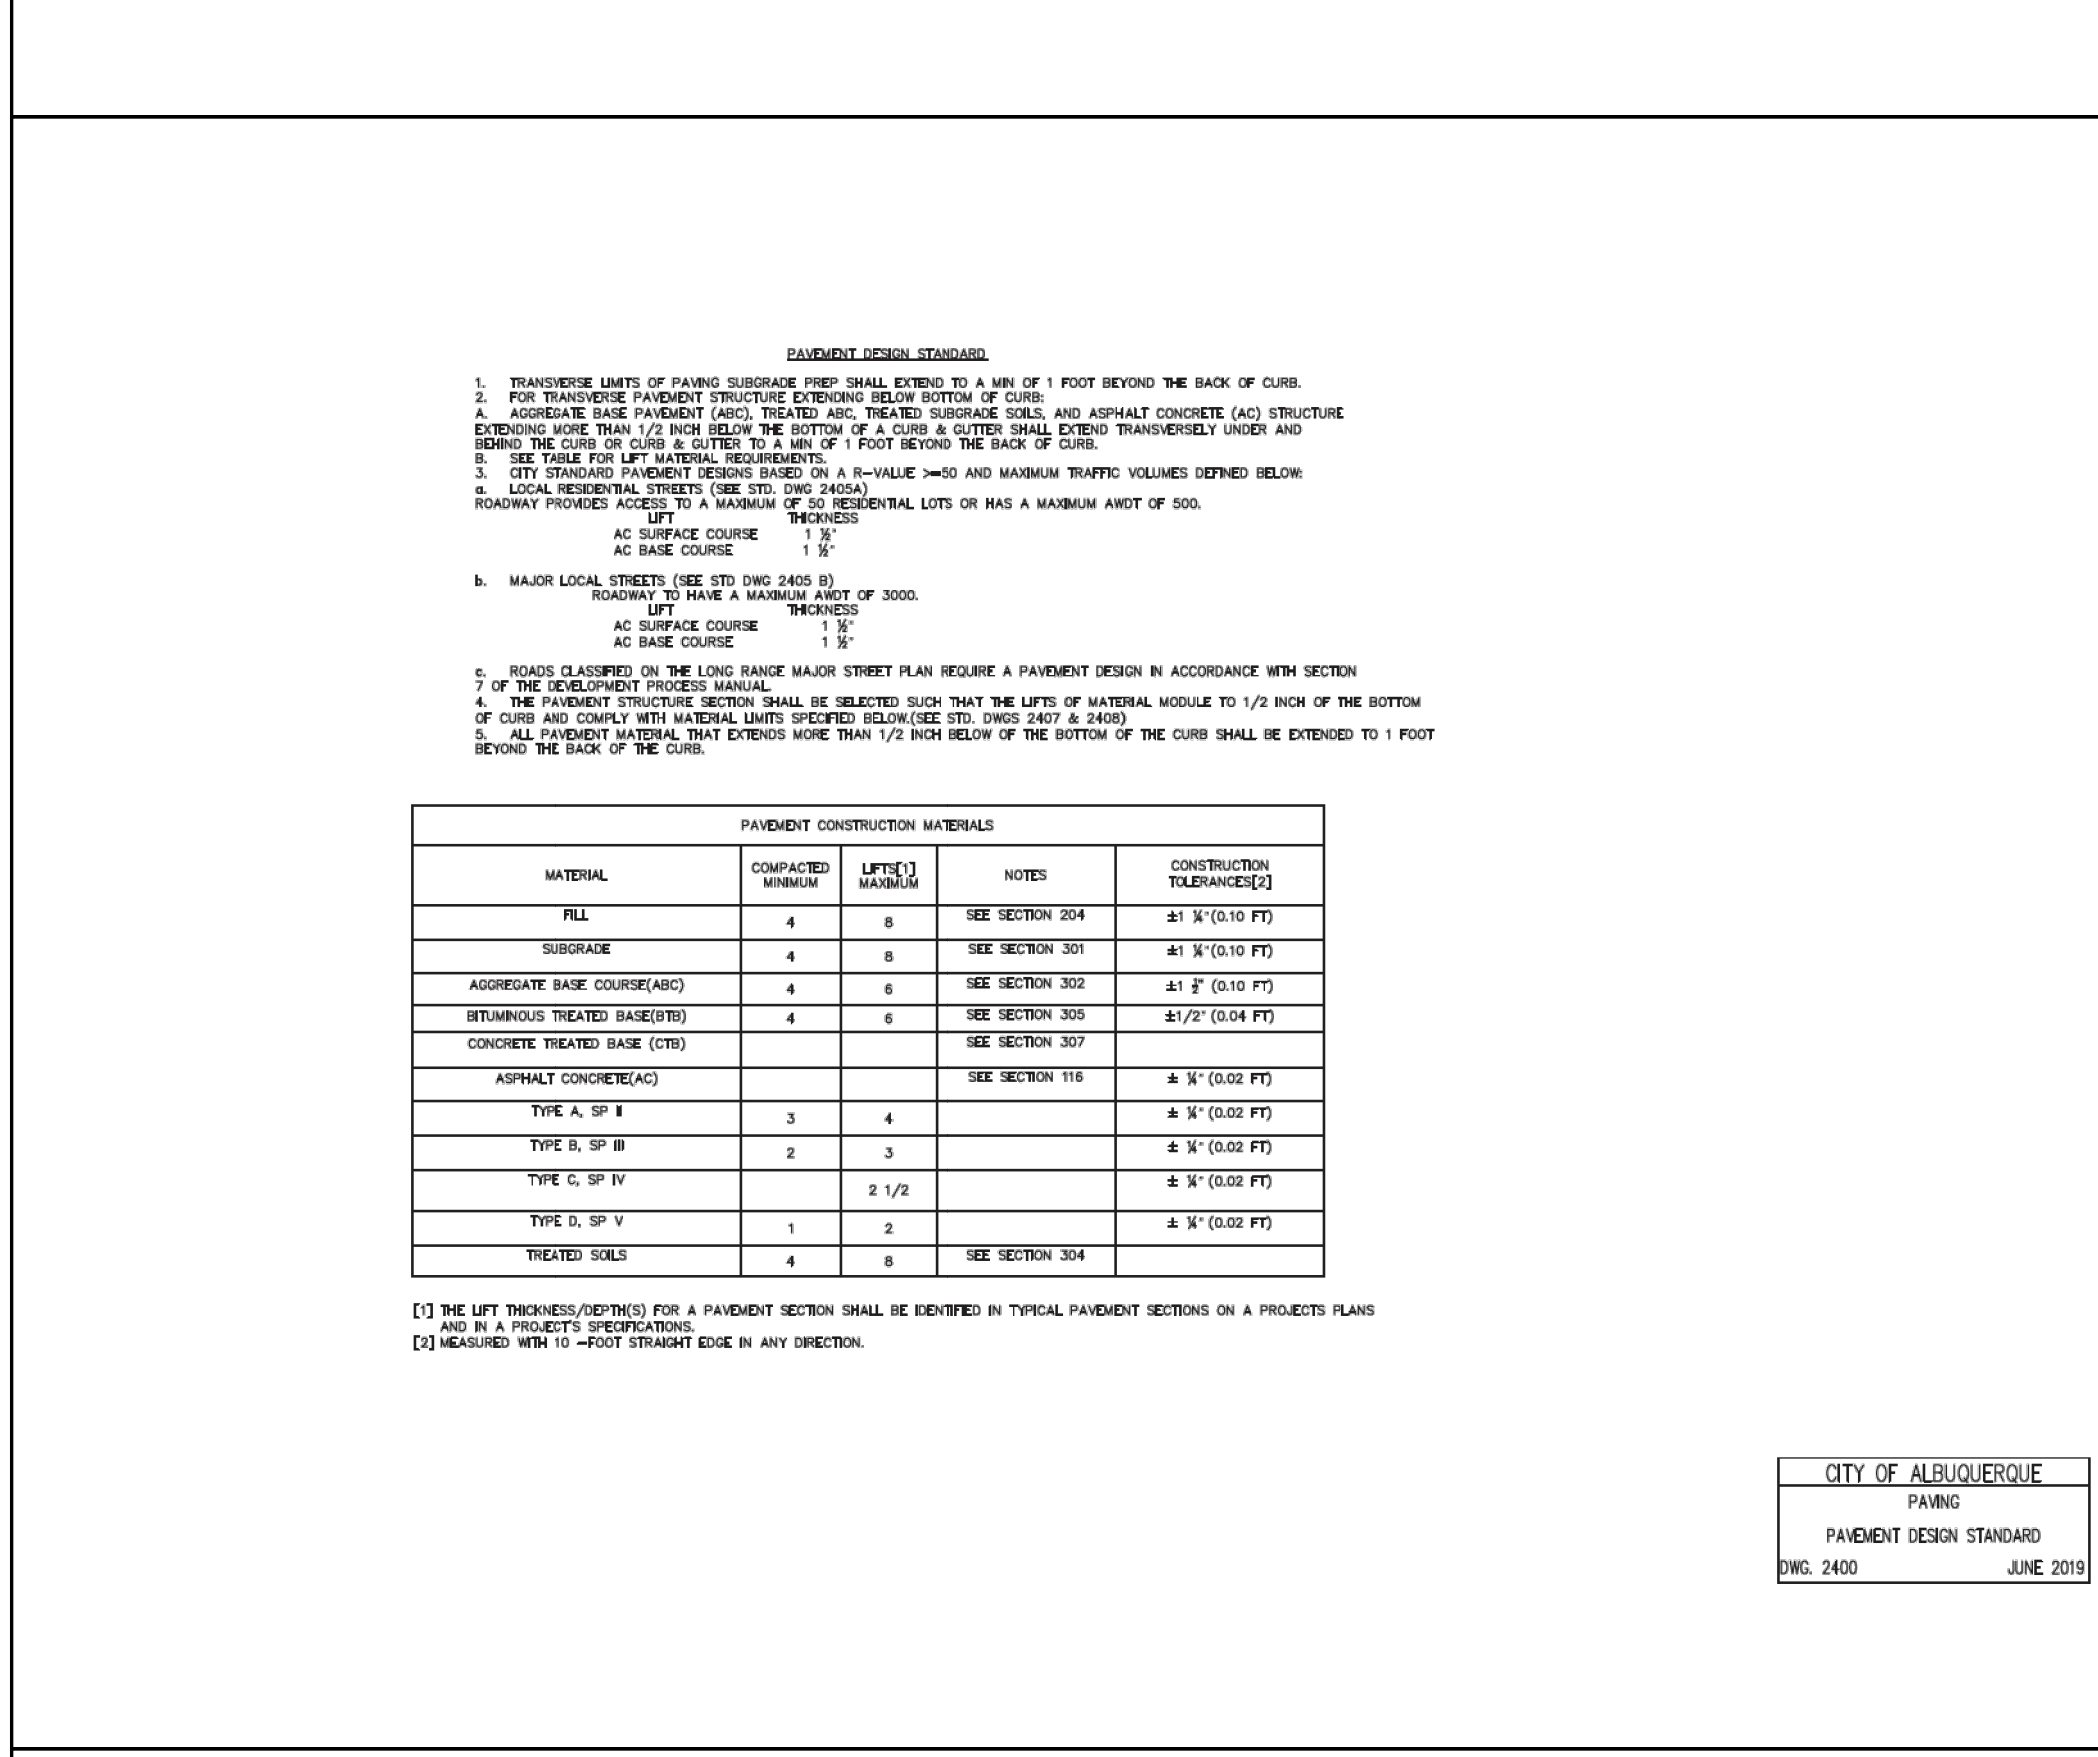 PAVEMENT DESIGN STANDARD
1. TRANSVERSE LIMITS OF PAVING SUBGRADE PREP SHALL EXTEND TO A MIN OF 1 FOOT BEYOND THE BACK OF CURB.
2. FOR TRANSVERSE PAVEMENT STRUCTURE EXTENDING BELOW BOTTOM OF CURB:
A. AGGREGATE BASE PAVEMENT (ABC), TREATED ABC, TREATED SUBGRADE SOILS, AND ASPHALT CONCRETE (AC) STRUCTURE
EXTENDING MORE THAN 1/2 INCH BELOW THE BOTTOM OF A CURB & GUTTER SHALL EXTEND TRANSVERSELY UNDER AND
BEHIND THE CURB OR CURB & GUTTER TO A MIN OF 1 FOOT BEYOND THE BACK OF CURB.
B. SEE TABLE FOR LIFT MATERIAL REQUIREMENTS.
3. CITY STANDARD PAVEMENT DESIGNS BASED ON A R-VALUE >=50 AND MAXIMUM TRAFFIC VOLUMES DEFINED BELOW:
a. LOCAL RESIDENTIAL STREETS (SEE STD. DWG 2405A)
ROADWAY PROVIDES ACCESS TO A MAXIMUM OF 50 RESIDENTIAL LOTS OR HAS A MAXIMUM AWDT OF 500.
LIFT THICKNESS
AC SURFACE COURSE 1 ½"
AC BASE COURSE 1 ½"
b. MAJOR LOCAL STREETS (SEE STD DWG 2405 B)
ROADWAY TO HAVE A MAXIMUM AWDT OF 3000.
LIFT THICKNESS
AC SURFACE COURSE 1 ½"
AC BASE COURSE 1 ½"
c. ROADS CLASSIFIED ON THE LONG RANGE MAJOR STREET PLAN REQUIRE A PAVEMENT DESIGN IN ACCORDANCE WITH SECTION
7 OF THE DEVELOPMENT PROCESS MANUAL.
4. THE PAVEMENT STRUCTURE SECTION SHALL BE SELECTED SUCH THAT THE LIFTS OF MATERIAL MODULE TO 1/2 INCH OF THE BOTTOM
OF CURB AND COMPLY WITH MATERIAL LIMITS SPECIFIED BELOW.(SEE STD. DWGS 2407 & 2408)
5. ALL PAVEMENT MATERIAL THAT EXTENDS MORE THAN 1/2 INCH BELOW OF THE BOTTOM OF THE CURB SHALL BE EXTENDED TO 1 FOOT
BEYOND THE BACK OF THE CURB.
PAVEMENT CONSTRUCTION MATERIALS
MATERIAL COMPACTED MINIMUM LIFTS[1] MAXIMUM NOTES CONSTRUCTION TOLERANCES[2]
FILL 4 8 SEE SECTION 204 ±1 ¼"(0.10 FT)
SUBGRADE 4 8 SEE SECTION 301 ±1 ¼"(0.10 FT)
AGGREGATE BASE COURSE(ABC) 4 6 SEE SECTION 302 ±1 ½" (0.10 FT)
BITUMINOUS TREATED BASE(BTB) 4 6 SEE SECTION 305 ±1/2" (0.04 FT)
CONCRETE TREATED BASE (CTB) SEE SECTION 307
ASPHALT CONCRETE(AC) SEE SECTION 116 ± ¼" (0.02 FT)
TYPE A, SP II 3 4 ± ¼" (0.02 FT)
TYPE B, SP III 2 3 ± ¼" (0.02 FT)
TYPE C, SP IV 2 1/2 ± ¼" (0.02 FT)
TYPE D, SP V 1 2 ± ¼" (0.02 FT)
TREATED SOILS 4 8 SEE SECTION 304
[1] THE LIFT THICKNESS/DEPTH(S) FOR A PAVEMENT SECTION SHALL BE IDENTIFIED IN TYPICAL PAVEMENT SECTIONS ON A PROJECTS PLANS
AND IN A PROJECT'S SPECIFICATIONS.
[2] MEASURED WITH 10 -FOOT STRAIGHT EDGE IN ANY DIRECTION.
CITY OF ALBUQUERQUE
PAVING
PAVEMENT DESIGN STANDARD
DWG. 2400 JUNE 2019